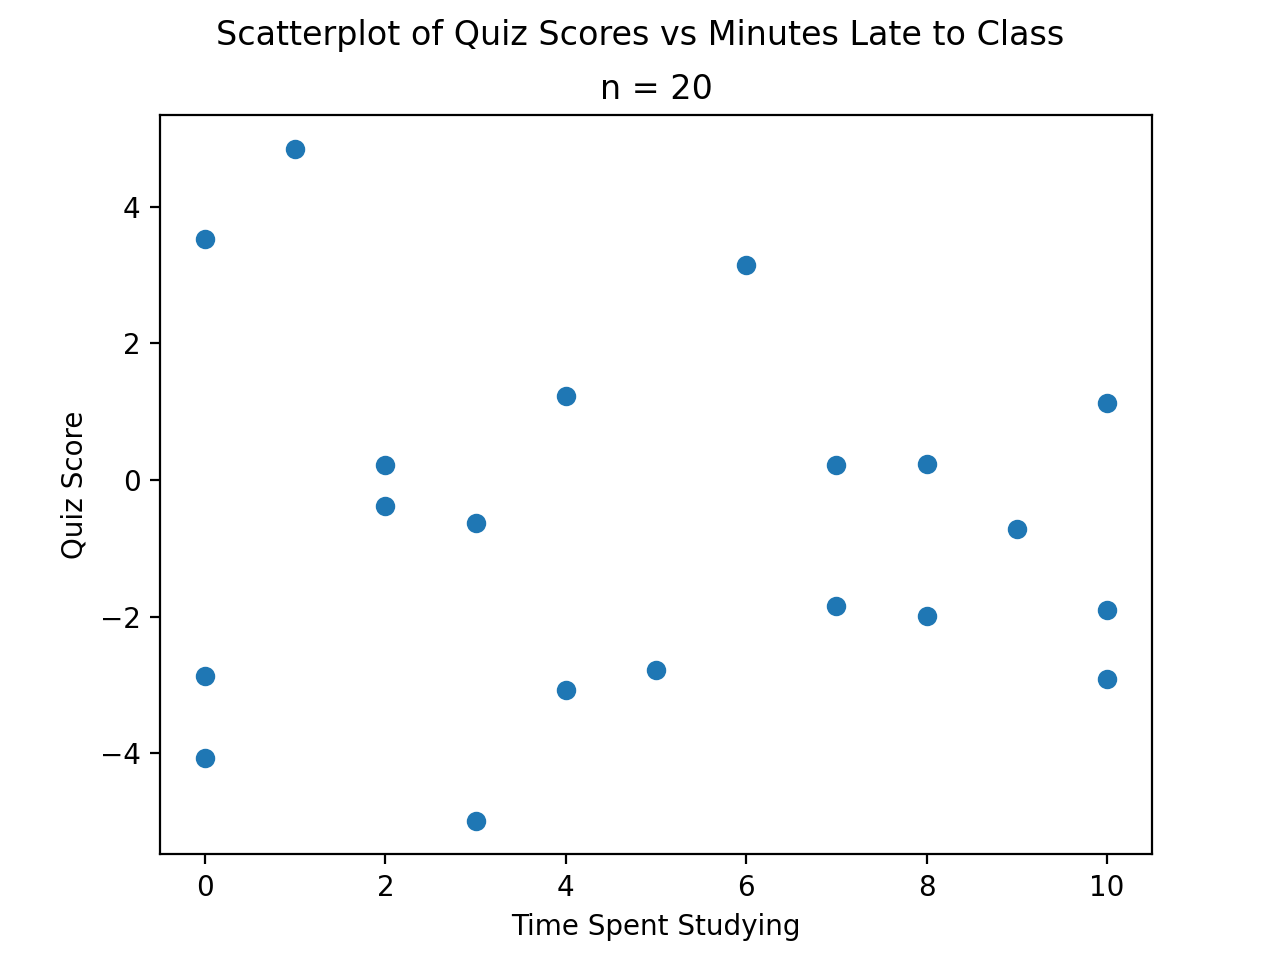 Scatterplot of Quiz Scores vs Minutes Late to Class
n = 20
4
2
0
−2
−4
Quiz Score
0 2 4 6 8 10
Time Spent Studying